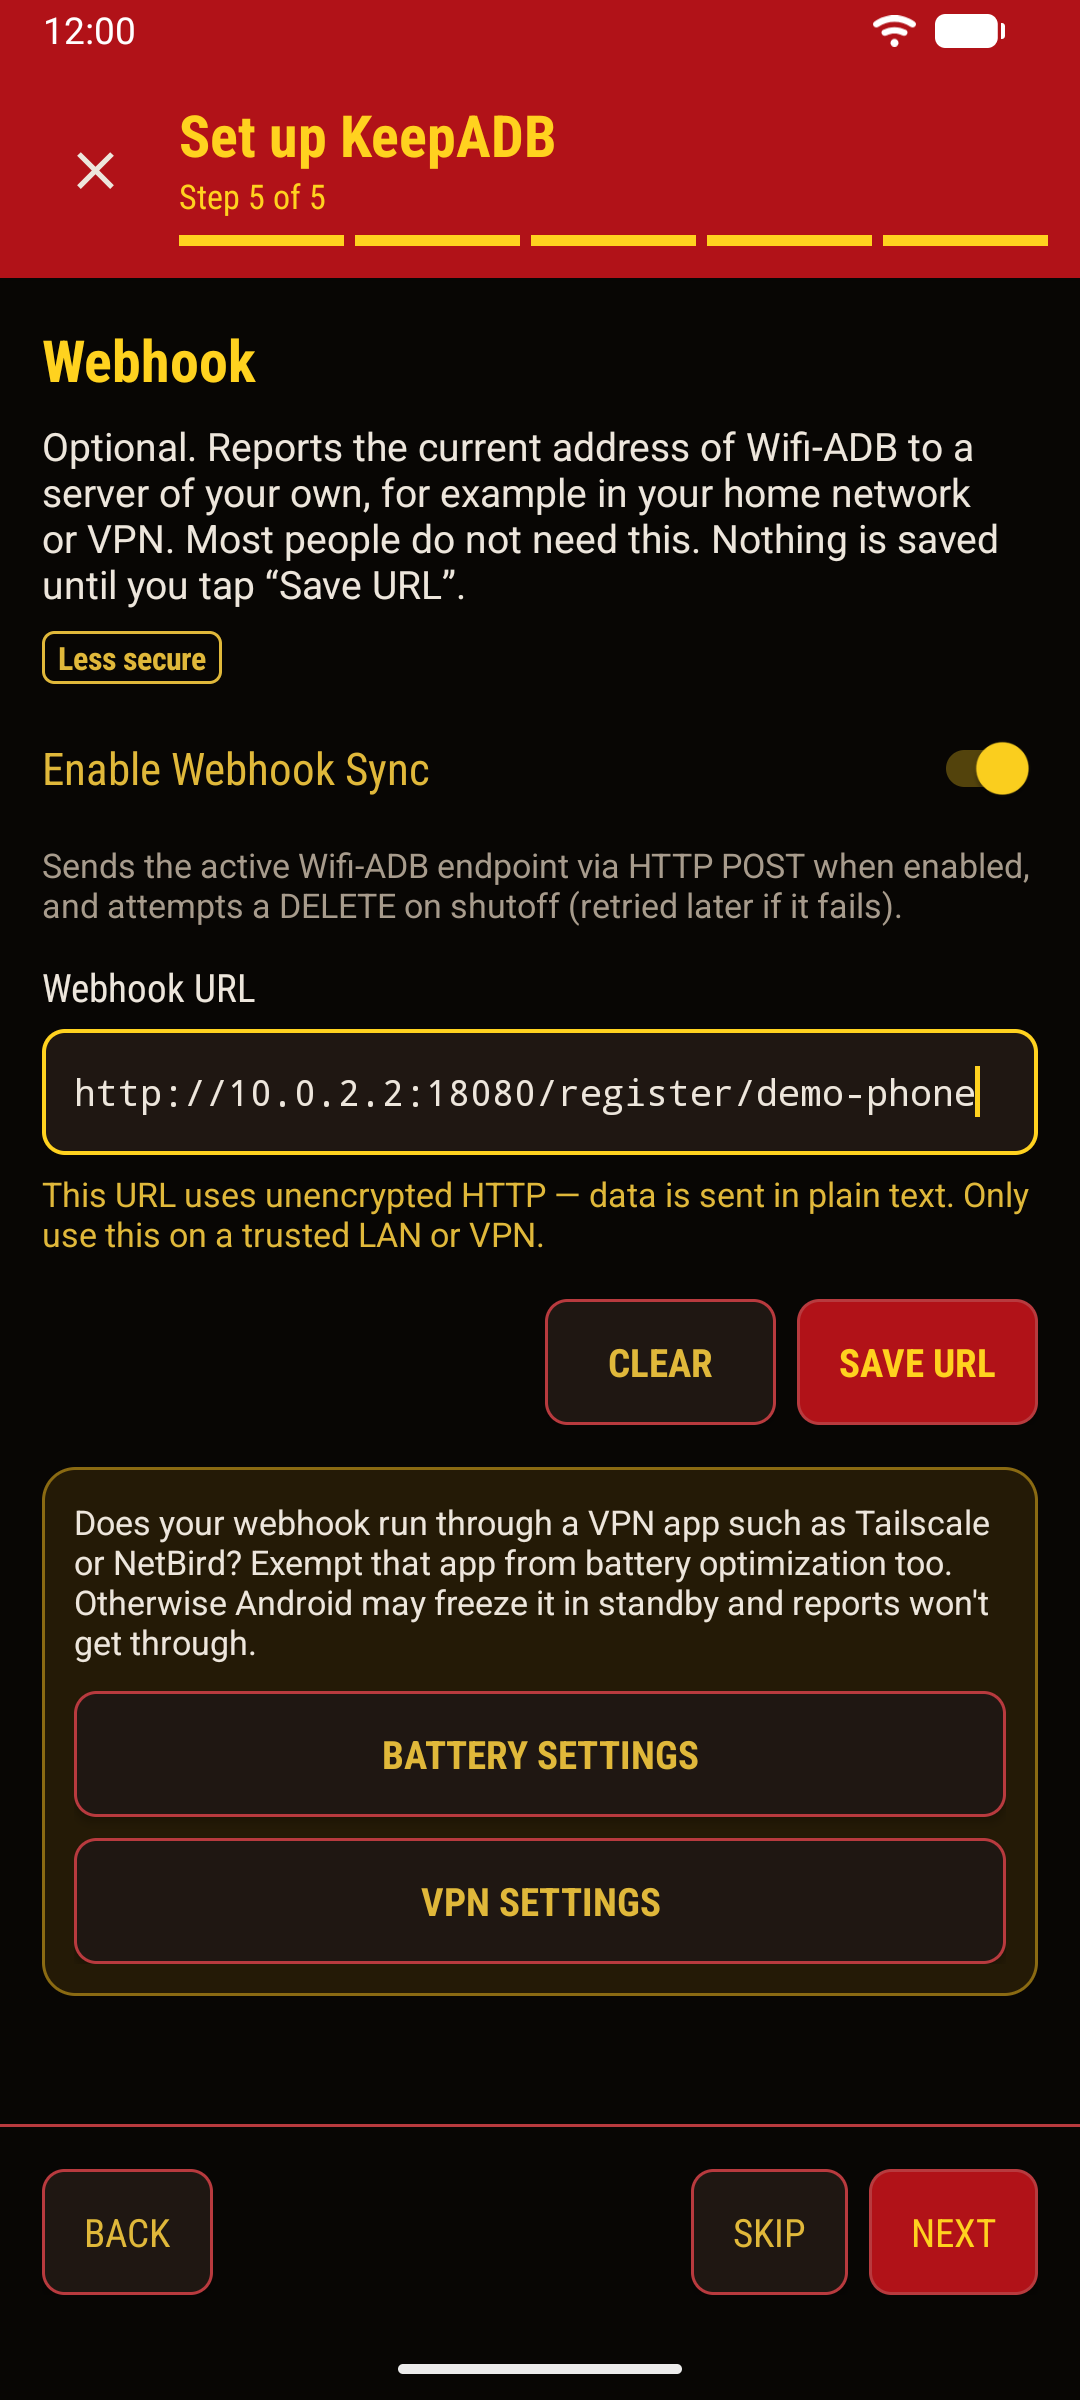 12:00
Set up KeepADB
Step 5 of 5
Webhook
Optional. Reports the current address of Wifi-ADB to a
server of your own, for example in your home network
or VPN. Most people do not need this. Nothing is saved
until you tap “Save URL”.
Less secure
Enable Webhook Sync
Sends the active Wifi-ADB endpoint via HTTP POST when enabled,
and attempts a DELETE on shutoff (retried later if it fails).
Webhook URL
http://10.0.2.2:18080/register/demo-phone
This URL uses unencrypted HTTP — data is sent in plain text. Only
use this on a trusted LAN or VPN.
CLEAR
SAVE URL
Does your webhook run through a VPN app such as Tailscale
or NetBird? Exempt that app from battery optimization too.
Otherwise Android may freeze it in standby and reports won't
get through.
BATTERY SETTINGS
VPN SETTINGS
BACK
SKIP
NEXT